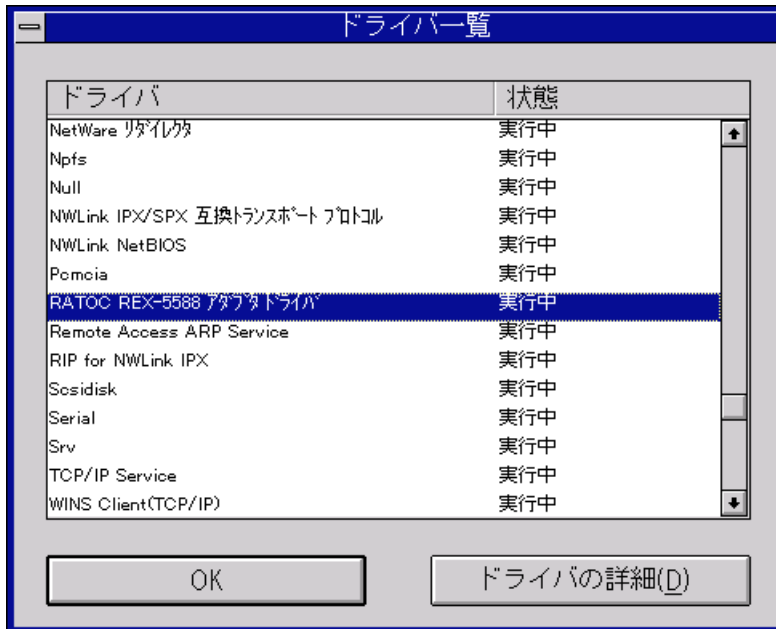 ドライバ一覧
ドライバ 状態
NetWare ﾘﾀﾞｲﾚｸﾀ 実行中
Npfs 実行中
Null 実行中
NWLink IPX/SPX 互換ﾄﾗﾝｽﾎﾟｰﾄ ﾌﾟﾛﾄｺﾙ 実行中
NWLink NetBIOS 実行中
Pcmcia 実行中
RATOC REX-5588 ｱﾀﾞﾌﾟﾀ ﾄﾞﾗｲﾊﾞ 実行中
Remote Access ARP Service 実行中
RIP for NWLink IPX 実行中
Scsidisk 実行中
Serial 実行中
Srv 実行中
TCP/IP Service 実行中
WINS Client(TCP/IP) 実行中
OK ドライバの詳細(D)